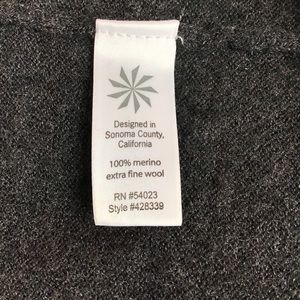 Designed in
Sonoma County,
California
100% merino
extra fine wool
RN #54023
Style #428339